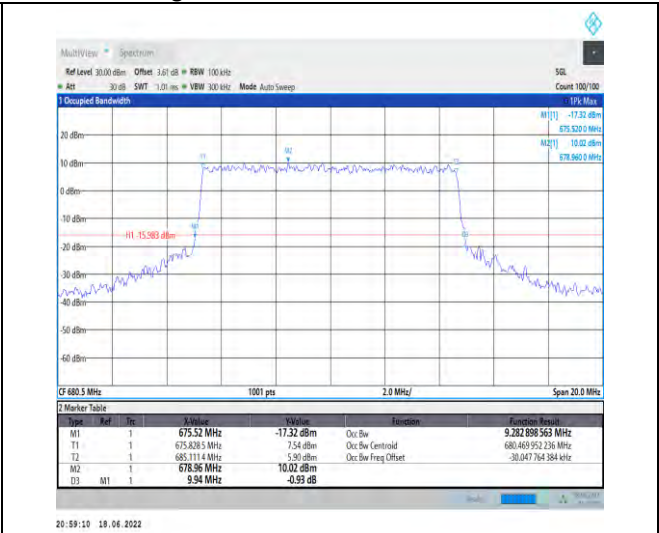 MultiView Spectrum
Ref Level 30.00 dBm Offset 3.61 dB RBW 100 kHz SGL
Att 30 dB SWT 1.01 ms VBW 300 kHz Mode Auto Sweep Count 100/100
1 Occupied Bandwidth 1Pk Max
M1[1] -17.32 dBm
675.520 0 MHz
M2[1] 10.02 dBm
678.960 0 MHz
20 dBm
M2
10 dBm
0 dBm
-10 dBm
H1 -15.983 dBm
-20 dBm
-30 dBm
-40 dBm
-50 dBm
-60 dBm
CF 680.5 MHz 1001 pts 2.0 MHz/ Span 20.0 MHz
2 Marker Table
Type Ref Trc X-Value Y-Value Function Function Result
M1 1 675.52 MHz -17.32 dBm Occ Bw 9.282 898 563 MHz
T1 1 675.828 5 MHz 7.54 dBm Occ Bw Centroid 680.469 952 236 MHz
T2 1 685.111 4 MHz 5.90 dBm Occ Bw Freq Offset -30.047 764 384 kHz
M2 1 678.96 MHz 10.02 dBm
D3 M1 1 9.94 MHz -0.93 dB
20:59:10 18.06.2022